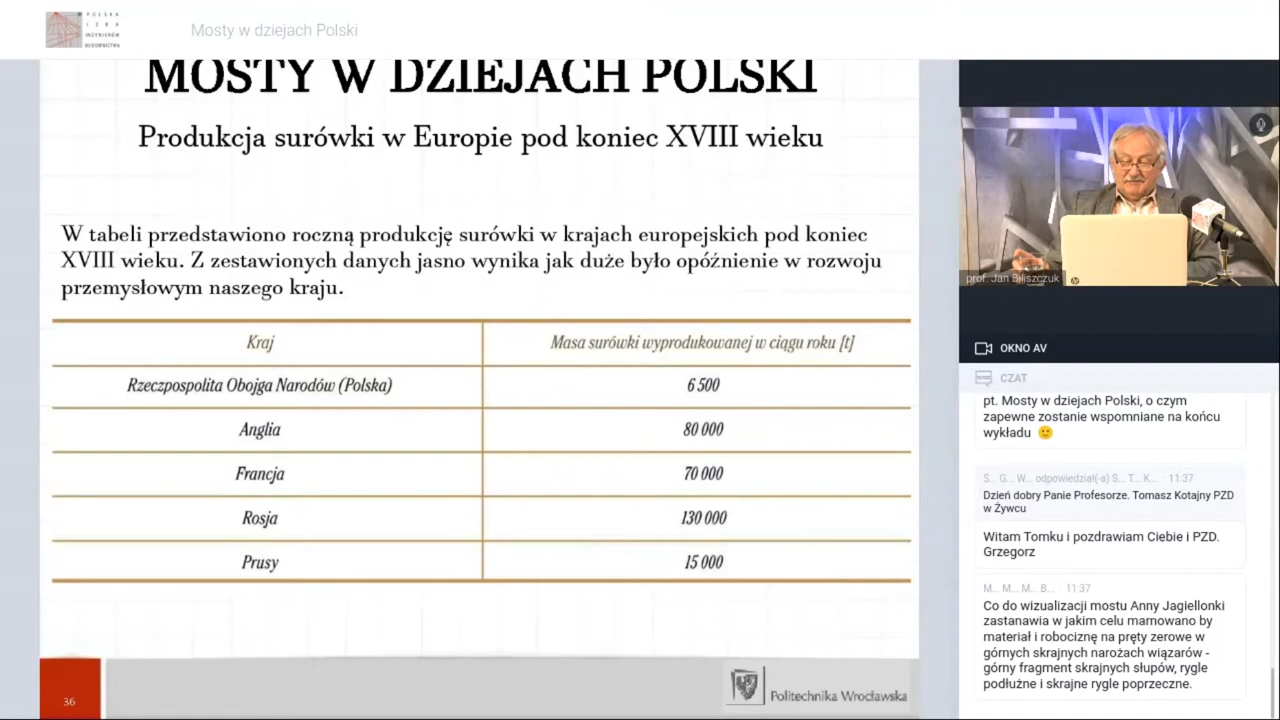 POLSKA
IZBA
INŻYNIERÓW
BUDOWNICTWA
Mosty w dziejach Polski
MOSTY W DZIEJACH POLSKI
Produkcja surówki w Europie pod koniec XVIII wieku
W tabeli przedstawiono roczną produkcję surówki w krajach europejskich pod koniec
XVIII wieku. Z zestawionych danych jasno wynika jak duże było opóźnienie w rozwoju
przemysłowym naszego kraju.
Kraj Masa surówki wyprodukowanej w ciągu roku [t]
Rzeczpospolita Obojga Narodów (Polska) 6 500
Anglia 80 000
Francja 70 000
Rosja 130 000
Prusy 15 000
36
Politechnika Wrocławska
prof. Jan Biliszczuk
OKNO AV
CZAT
pt. Mosty w dziejach Polski, o czym
zapewne zostanie wspomniane na końcu
wykładu 🙂
S... G... W... odpowiedział(-a) S... T... K... · 11:37
Dzień dobry Panie Profesorze. Tomasz Kotajny PZD
w Żywcu
Witam Tomku i pozdrawiam Ciebie i PZD.
Grzegorz
M... M... M... B... · 11:37
Co do wizualizacji mostu Anny Jagiellonki
zastanawia w jakim celu marnowano by
materiał i robociznę na pręty zerowe w
górnych skrajnych narożach wiązarów -
górny fragment skrajnych słupów, rygle
podłużne i skrajne rygle poprzeczne.